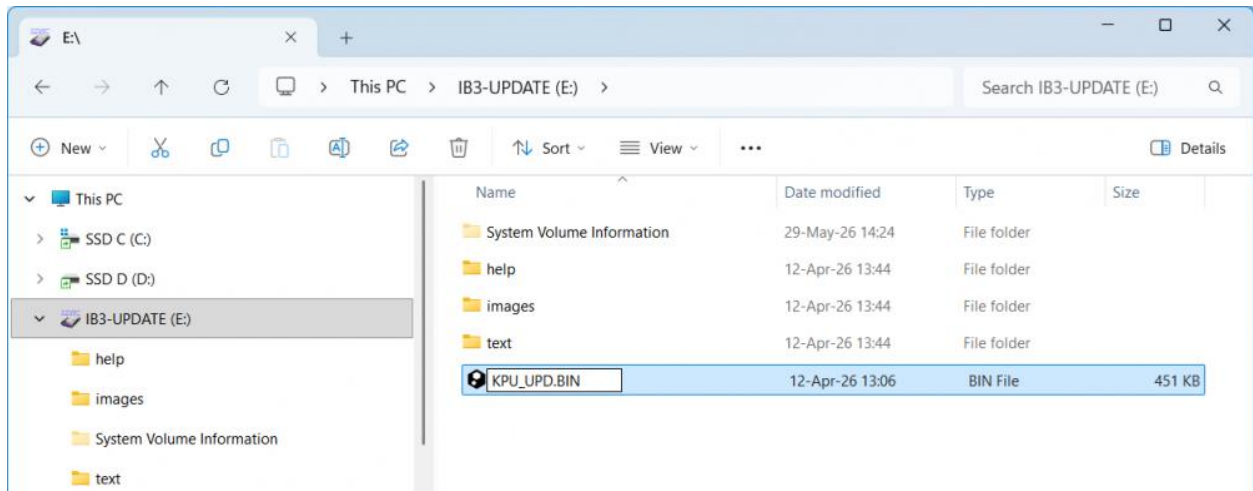 E:\
This PC > IB3-UPDATE (E:) >
Search IB3-UPDATE (E:)
New
Sort
View
Details
This PC
SSD C (C:)
SSD D (D:)
IB3-UPDATE (E:)
help
images
System Volume Information
text
Name Date modified Type Size
System Volume Information 29-May-26 14:24 File folder
help 12-Apr-26 13:44 File folder
images 12-Apr-26 13:44 File folder
text 12-Apr-26 13:44 File folder
KPU_UPD.BIN 12-Apr-26 13:06 BIN File 451 KB